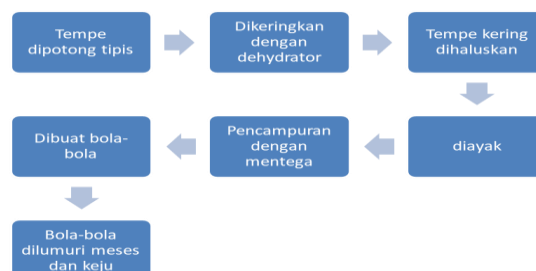 Tempe
dipotong tipis
Dikeringkan
dengan
dehydrator
Tempe kering
dihaluskan
diayak
Pencampuran
dengan
mentega
Dibuat bola-
bola
Bola-bola
dilumuri meses
dan keju